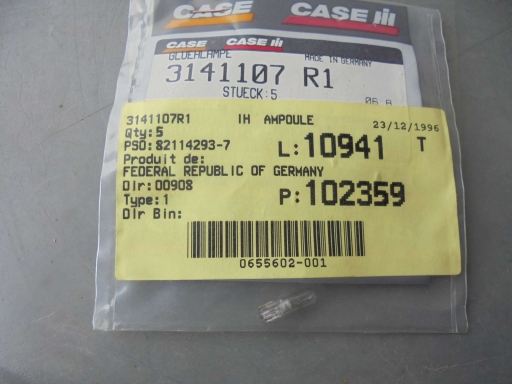 CASE CASE IH
CASE CASE IH
GLUEHLAMPE MADE IN GERMANY
3141107 R1
STUECK:5
3141107R1 IH AMPOULE 23/12/1996
Qty:5
PSO:82114293-7 L:10941 T
Produit de:
FEDERAL REPUBLIC OF GERMANY
Dlr:00908 P:102359
Type:1
Dlr Bin:
0655602-001